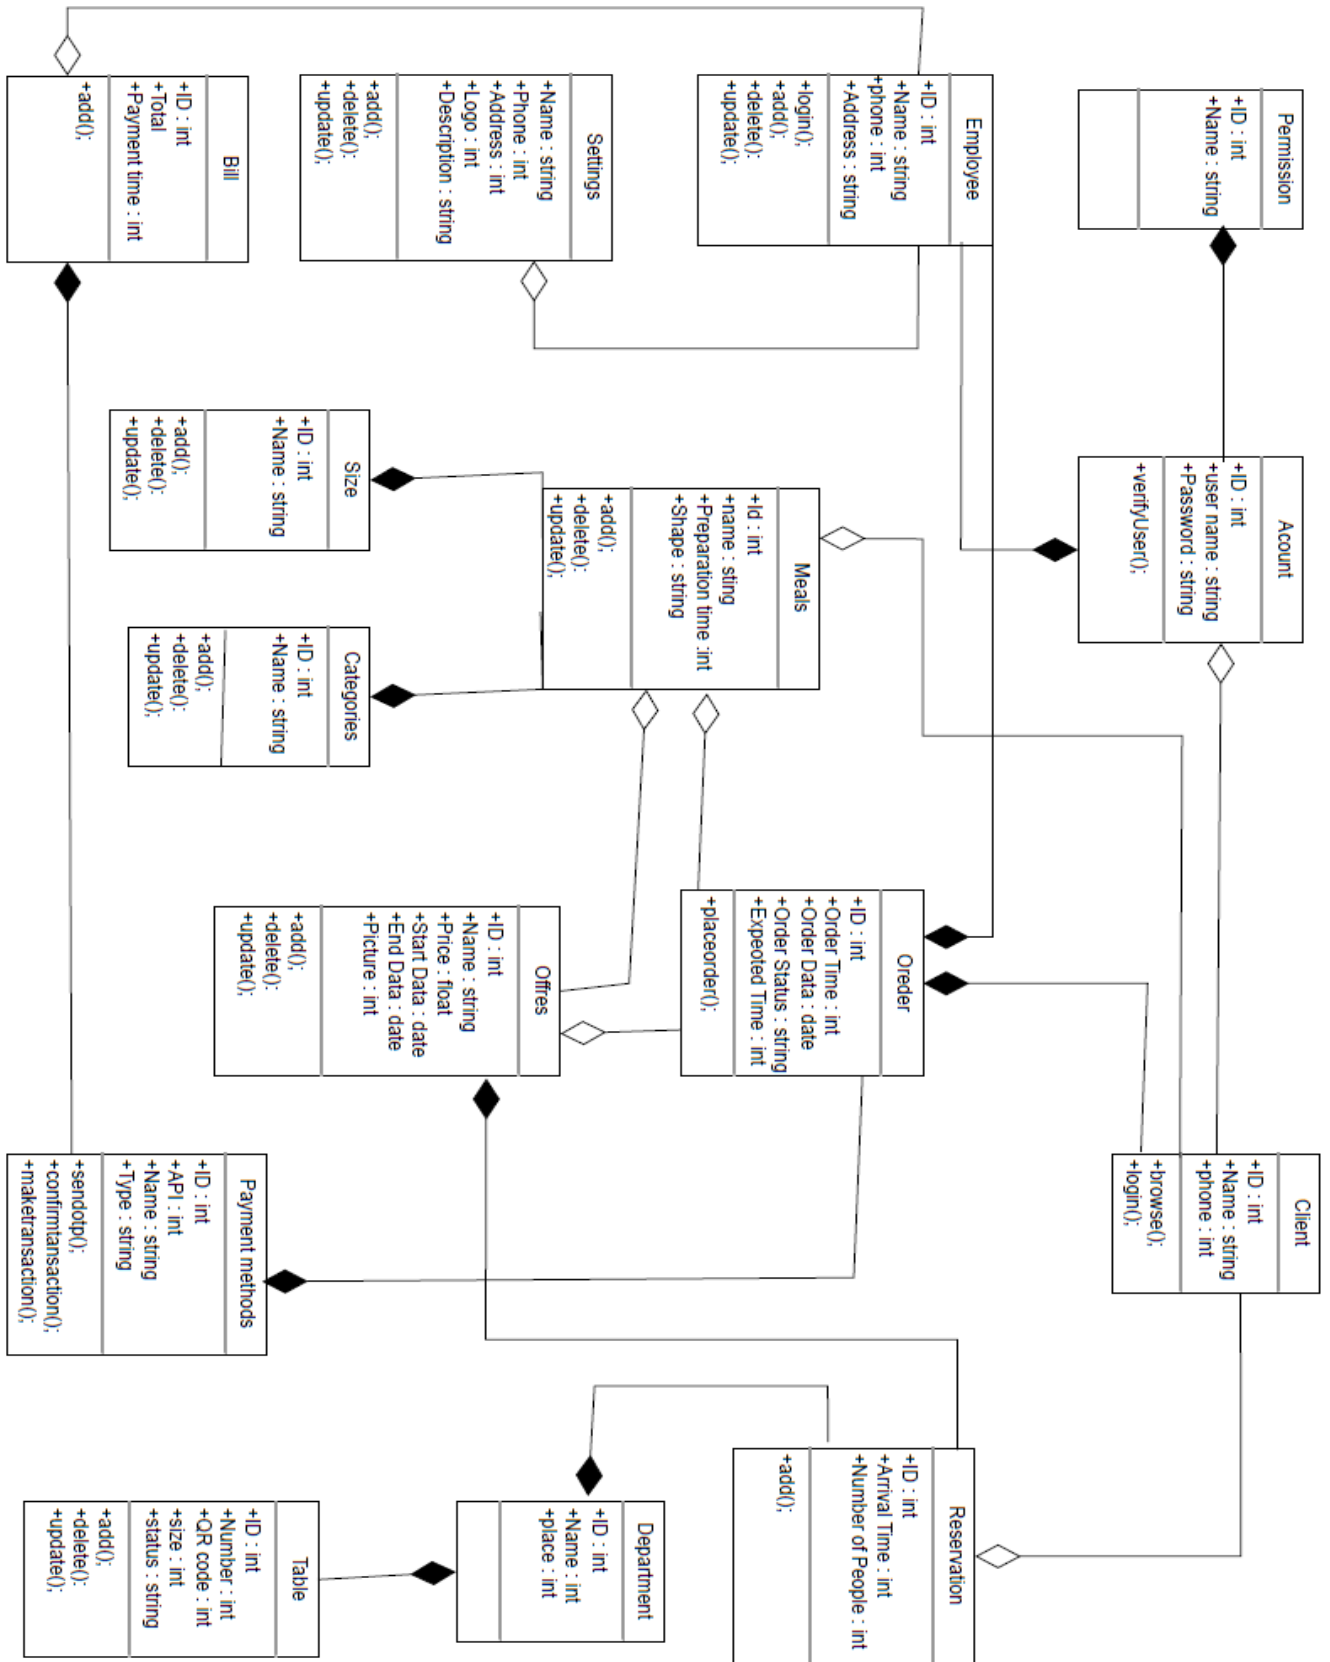 Permission
+ID : int
+Name : string
Acount
+ID : int
+user name : string
+Password : string
+verifyUser();
Client
+ID : int
+Name : string
+phone : int
+browse();
+login();
Employee
+ID : int
+Name : string
+phone : int
+Address : string
+login();
+add();
+delete():
+update();
Oreder
+ID : int
+Order Time : int
+Order Data : date
+Order Status : string
+Expeoted Time : int
+placeorder();
Reservation
+ID : int
+Arrival Time : int
+Number of People : int
+add();
Meals
+Id : int
+name : sting
+Preparation time :int
+Shape : string
+add();
+delete():
+update();
Settings
+Name : string
+Phone : int
+Address : int
+Logo : int
+Description : string
+add();
+delete():
+update();
Offres
+ID : int
+Name : string
+Price : float
+Start Data : date
+End Data : date
+Picture : int
+add();
+delete():
+update();
Department
+ID : int
+Name : int
+place : int
Size
+ID : int
+Name : string
+add();
+delete():
+update();
Categories
+ID : int
+Name : string
+add();
+delete():
+update();
Table
+ID : int
+Number : int
+QR code : int
+size : int
+status : string
+add();
+delete():
+update();
Bill
+ID : int
+Total
+Payment time : int
+add();
Payment methods
+ID : int
+API : int
+Name : string
+Type : string
+sendotp();
+confirmtansaction();
+maketransaction();